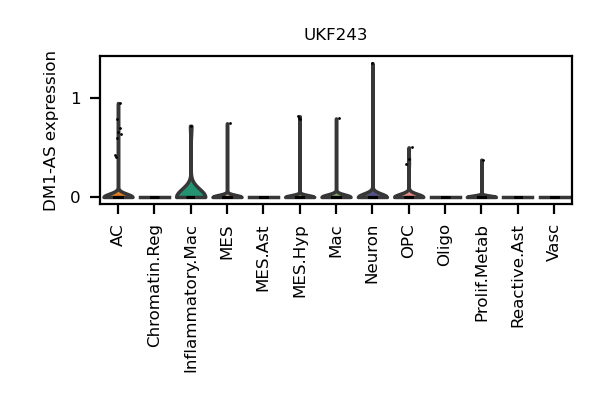 UKF243
DM1-AS expression
1
0
AC
Chromatin.Reg
Inflammatory.Mac
MES
MES.Ast
MES.Hyp
Mac
Neuron
OPC
Oligo
Prolif.Metab
Reactive.Ast
Vasc